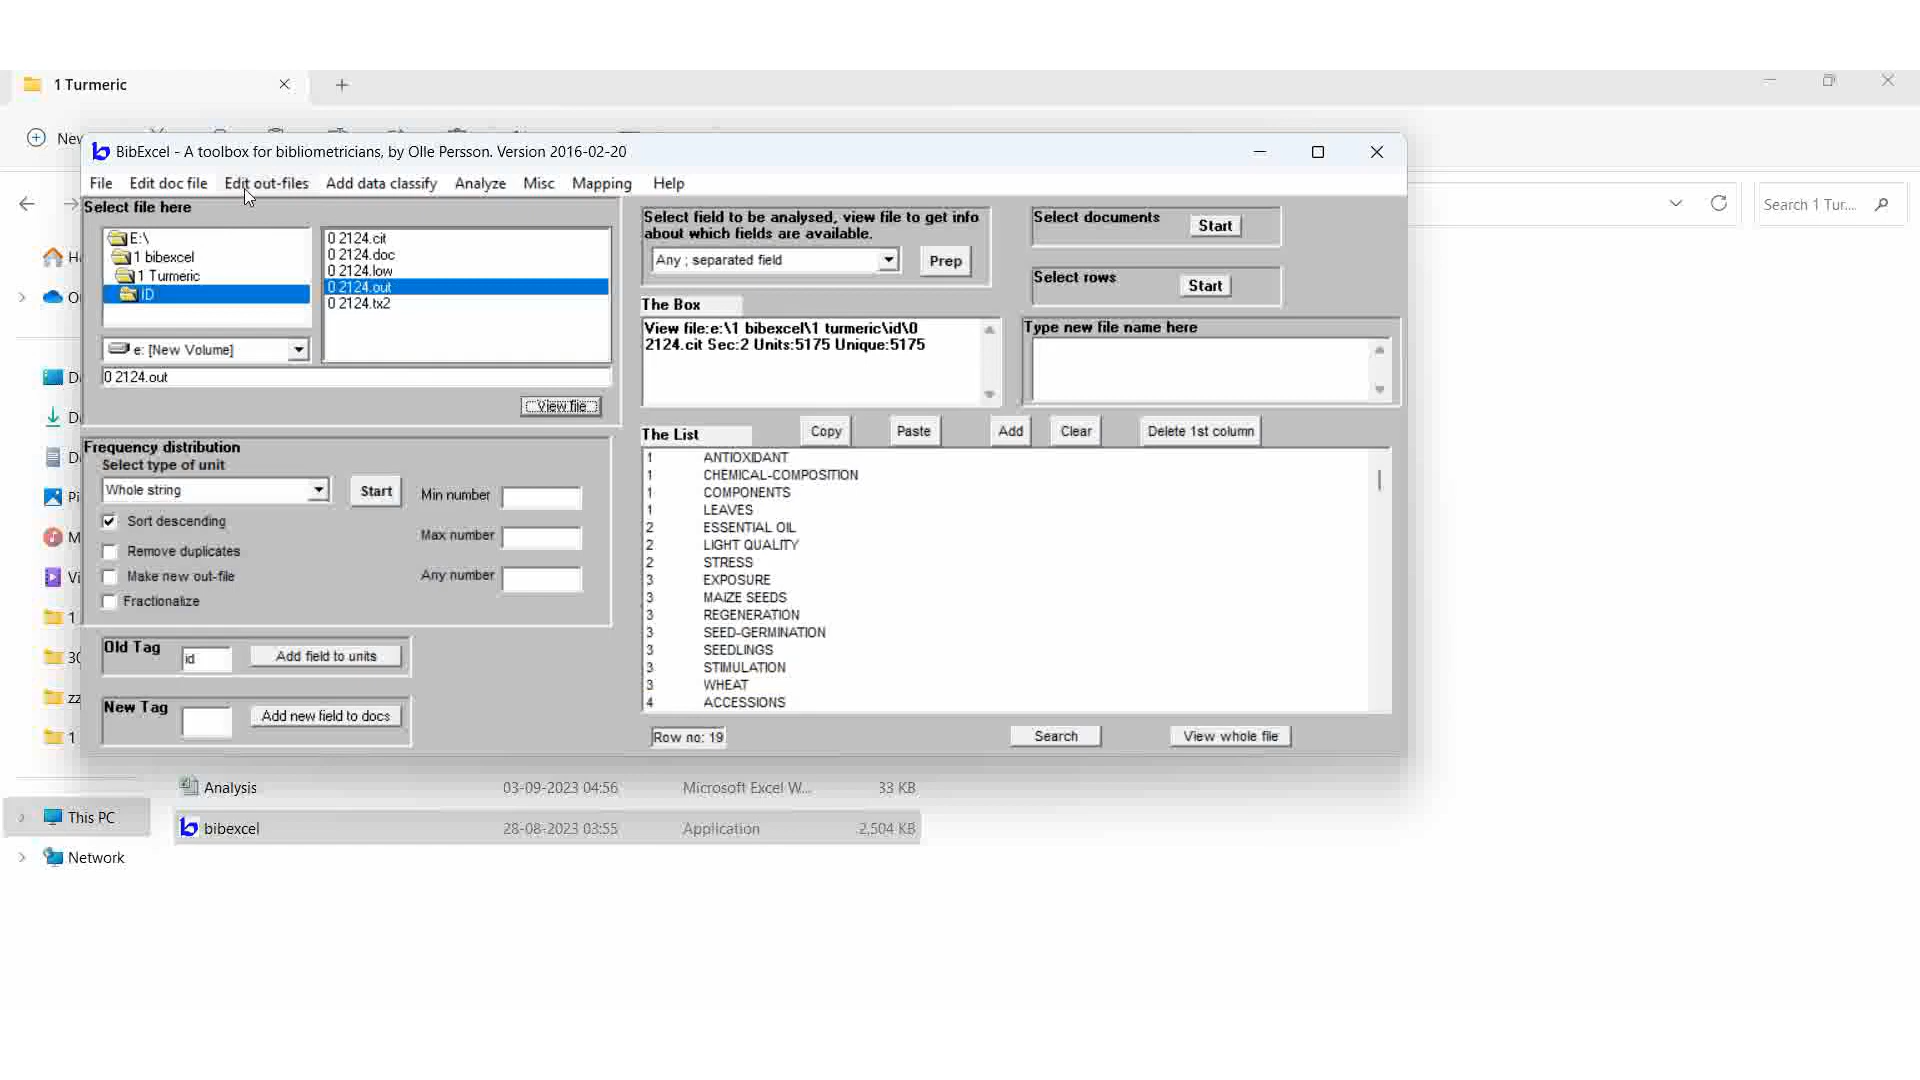 1 Turmeric
New
BibExcel - A toolbox for bibliometricians, by Olle Persson. Version 2016-02-20
File Edit doc file Edit out-files Add data classify Analyze Misc Mapping Help
Search 1 Tur...
Select file here
E:\
1 bibexcel
1 Turmeric
ID
e: [New Volume]
0 2124.cit
0 2124.doc
0 2124.low
0 2124.out
0 2124.tx2
0 2124.out
View file
Frequency distribution
Select type of unit
Whole string
Start
Sort descending
Remove duplicates
Make new out-file
Fractionalize
Min number
Max number
Any number
Old Tag
id
Add field to units
New Tag
Add new field to docs
Select field to be analysed, view file to get info
about which fields are available.
Any ; separated field
Prep
Select documents
Start
Select rows
Start
The Box
View file:e:\1 bibexcel\1 turmeric\id\0
2124.cit Sec:2 Units:5175 Unique:5175
Type new file name here
The List
Copy
Paste
Add
Clear
Delete 1st column
1 ANTIOXIDANT
1 CHEMICAL-COMPOSITION
1 COMPONENTS
1 LEAVES
2 ESSENTIAL OIL
2 LIGHT QUALITY
2 STRESS
3 EXPOSURE
3 MAIZE SEEDS
3 REGENERATION
3 SEED-GERMINATION
3 SEEDLINGS
3 STIMULATION
3 WHEAT
4 ACCESSIONS
Row no: 19
Search
View whole file
Analysis 03-09-2023 04:56 Microsoft Excel W... 33 KB
bibexcel 28-08-2023 03:55 Application 2,504 KB
This PC
Network